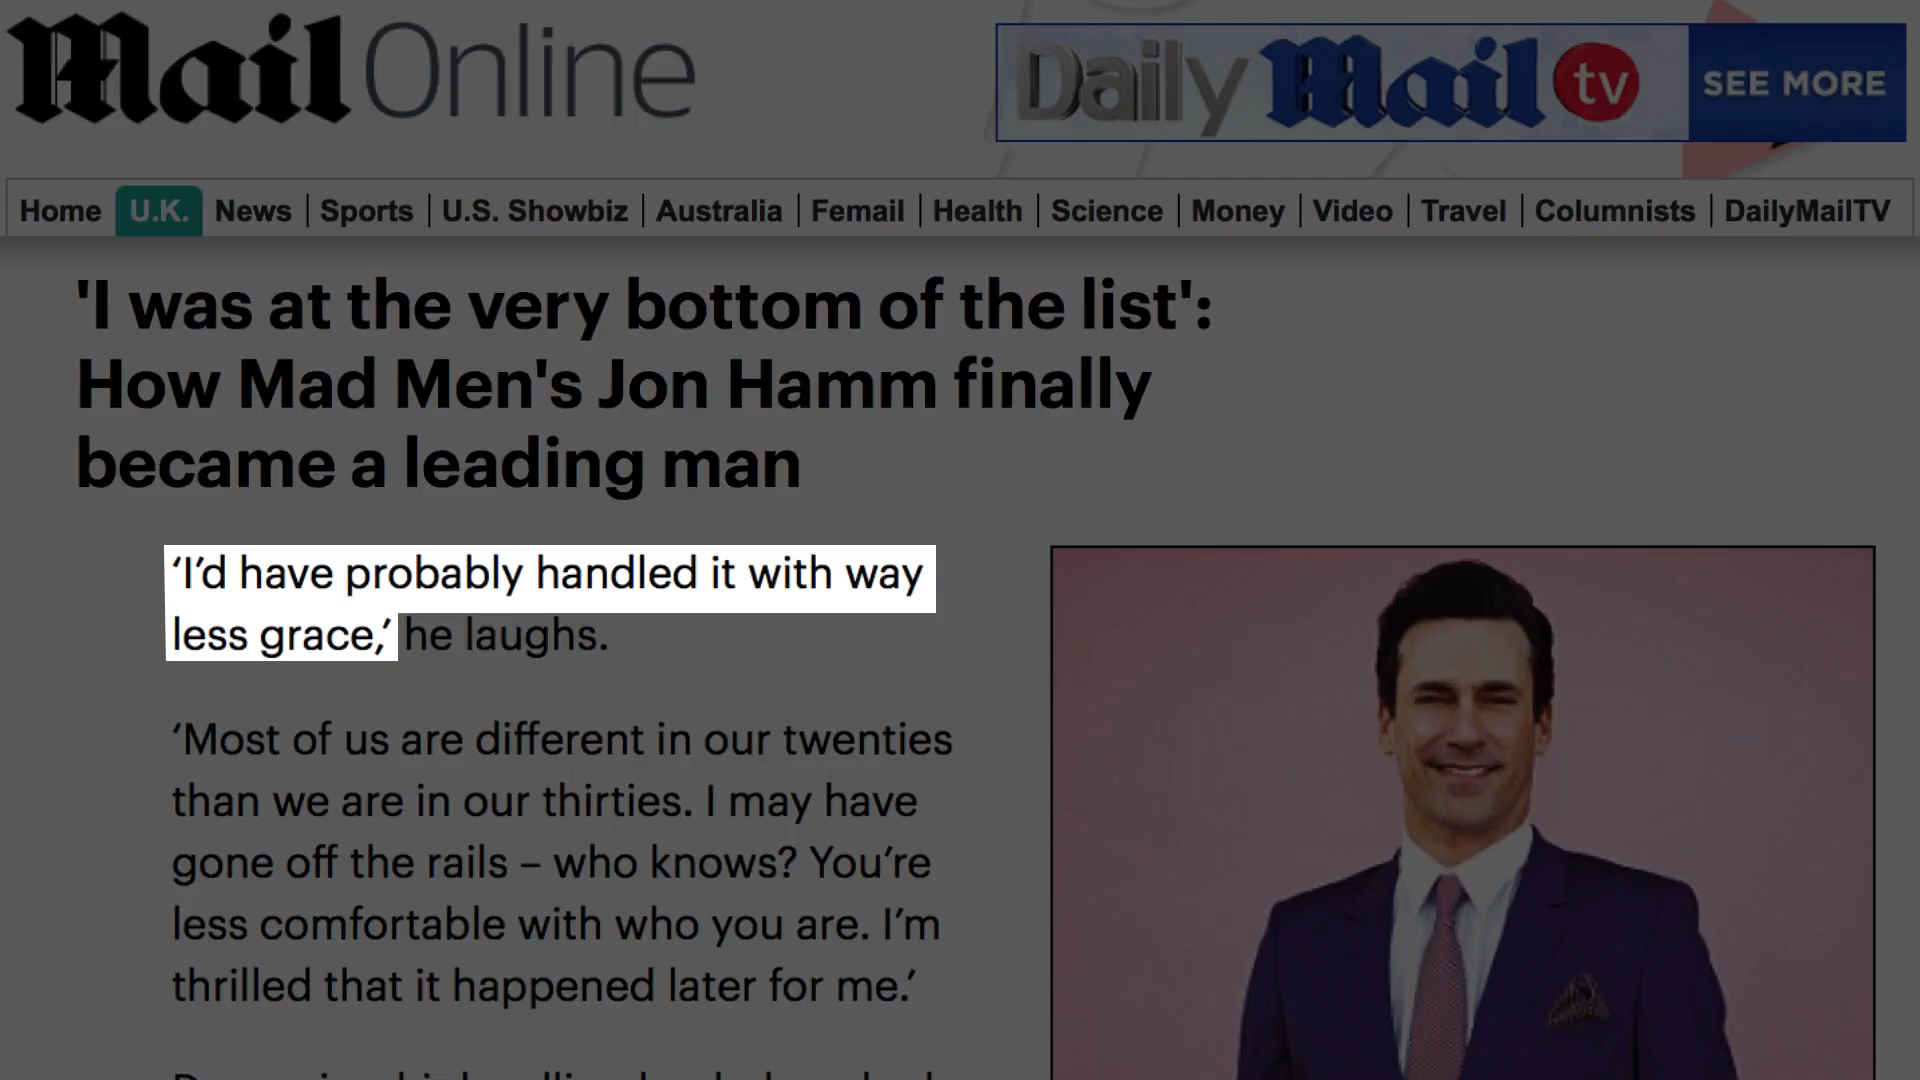 Mail Online
Daily Mail tv SEE MORE
Home U.K. News Sports U.S. Showbiz Australia Femail Health Science Money Video Travel Columnists DailyMailTV
'I was at the very bottom of the list':
How Mad Men's Jon Hamm finally
became a leading man
‘I’d have probably handled it with way
less grace,’ he laughs.
‘Most of us are different in our twenties
than we are in our thirties. I may have
gone off the rails – who knows? You’re
less comfortable with who you are. I’m
thrilled that it happened later for me.’